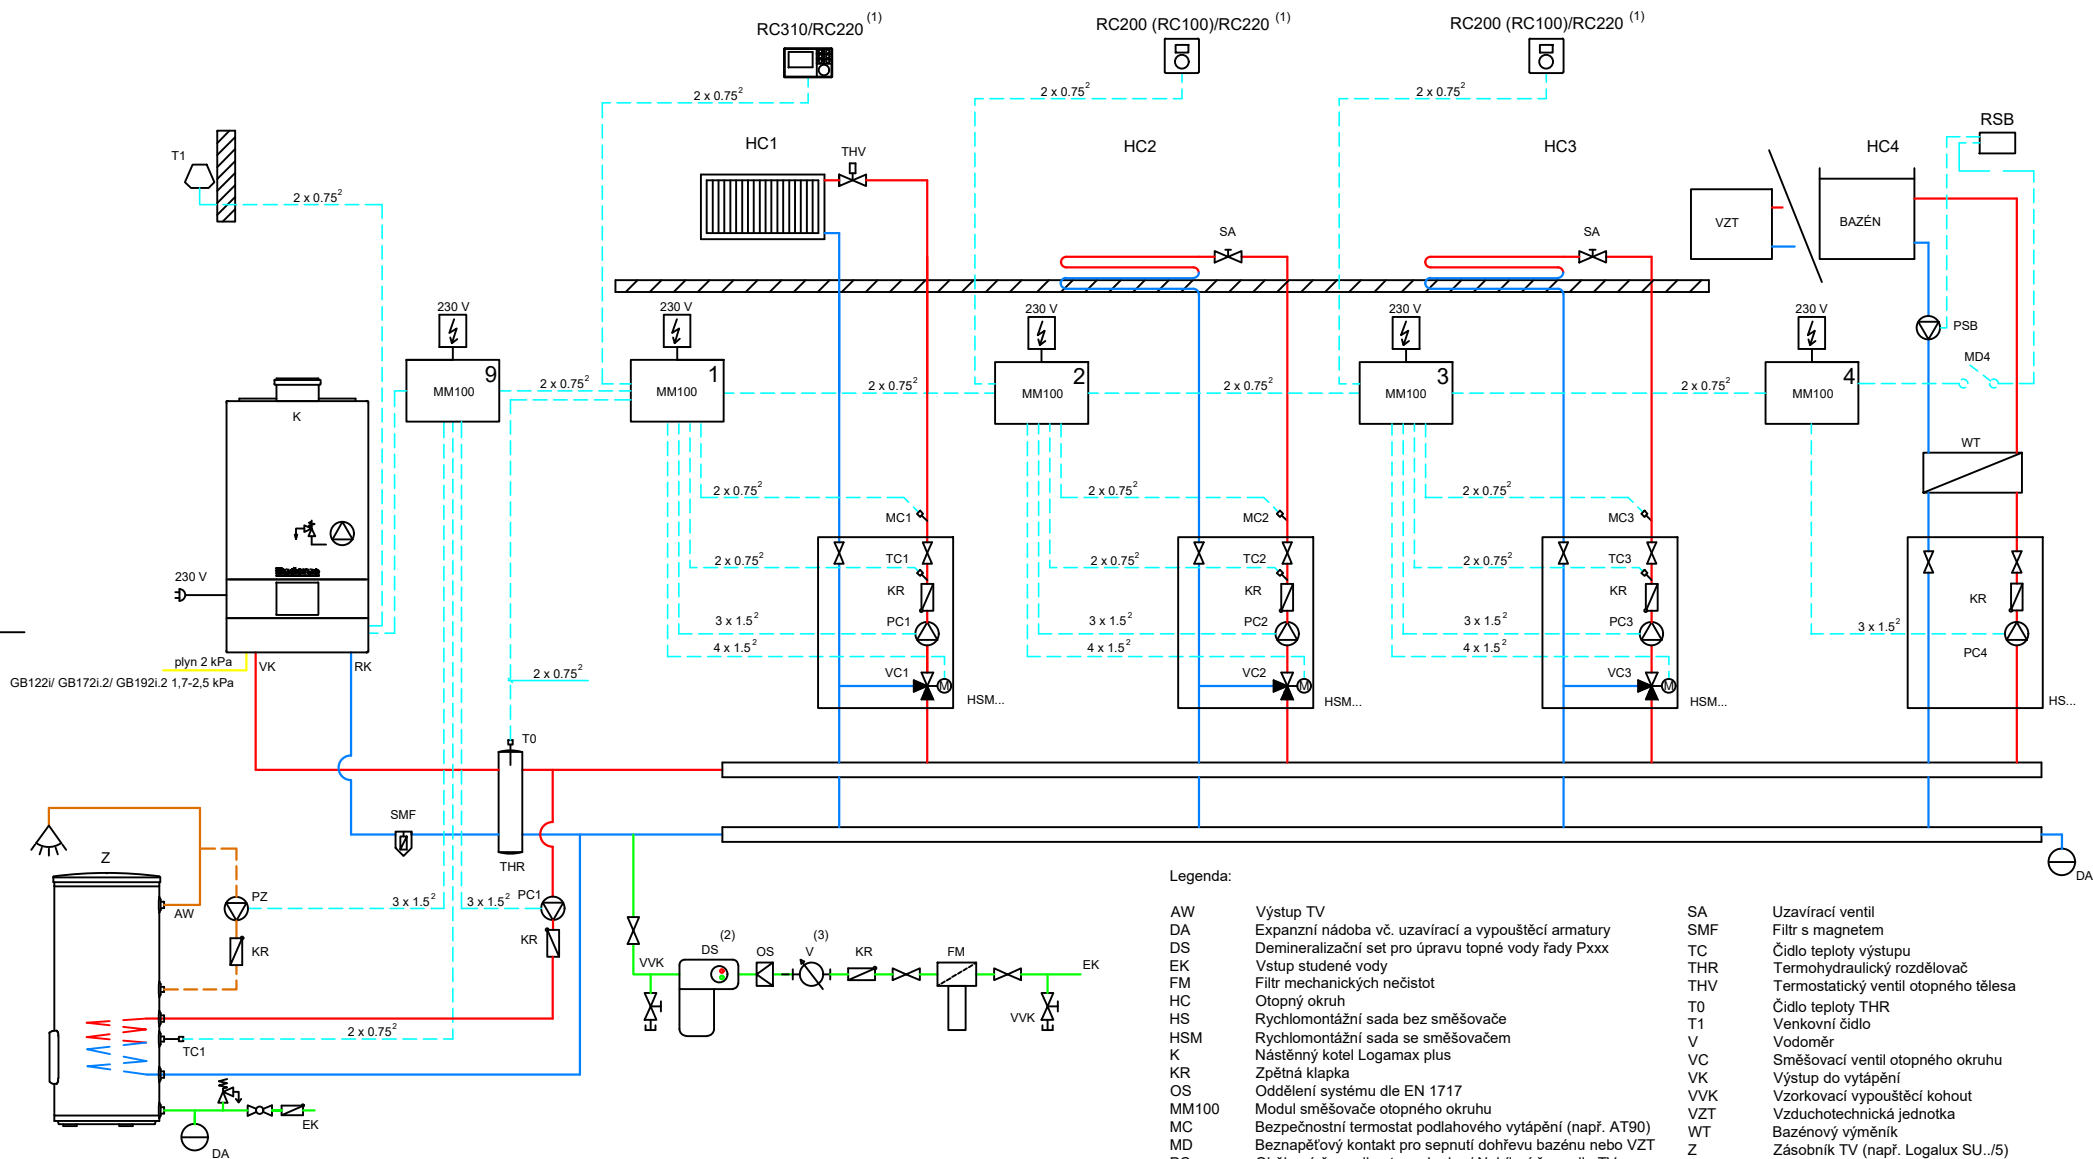 RC310/RC220 (1)
RC200 (RC100)/RC220 (1)
RC200 (RC100)/RC220 (1)
2 x 0.75²
2 x 0.75²
2 x 0.75²
HC1
HC2
HC3
HC4
RSB
T1
THV
2 x 0.75²
SA
SA
VZT
BAZÉN
230 V
230 V
230 V
230 V
230 V
PSB
MD4
9
MM100
2 x 0.75²
1
MM100
2 x 0.75²
2
MM100
2 x 0.75²
3
MM100
2 x 0.75²
4
MM100
K
WT
2 x 0.75²
MC1
2 x 0.75²
MC2
2 x 0.75²
MC3
2 x 0.75²
TC1
2 x 0.75²
TC2
2 x 0.75²
TC3
230 V
KR
KR
KR
KR
3 x 1.5²
PC1
3 x 1.5²
PC2
3 x 1.5²
PC3
3 x 1.5²
PC4
4 x 1.5²
4 x 1.5²
4 x 1.5²
plyn 2 kPa
VK
RK
GB122i/ GB172i.2/ GB192i.2 1,7-2,5 kPa
2 x 0.75²
VC1
M
HSM...
VC2
M
HSM...
VC3
M
HSM...
HS...
T0
SMF
THR
DA
Z
AW
PZ
3 x 1.5²
3 x 1.5²
PC1
KR
KR
2 x 0.75²
TC1
EK
DA
VVK
DS (2)
OS
V (3)
KR
FM
EK
VVK
Legenda:
AW Výstup TV
DA Expanzní nádoba vč. uzavírací a vypouštěcí armatury
DS Demineralizační set pro úpravu topné vody řady Pxxx
EK Vstup studené vody
FM Filtr mechanických nečistot
HC Otopný okruh
HS Rychlomontážní sada bez směšovače
HSM Rychlomontážní sada se směšovačem
K Nástěnný kotel Logamax plus
KR Zpětná klapka
OS Oddělení systému dle EN 1717
MM100 Modul směšovače otopného okruhu
MC Bezpečnostní termostat podlahového vytápění (např. AT90)
MD Beznapěťový kontakt pro sepnutí dohřevu bazénu nebo VZT
SA Uzavírací ventil
SMF Filtr s magnetem
TC Čidlo teploty výstupu
THR Termohydraulický rozdělovač
THV Termostatický ventil otopného tělesa
T0 Čidlo teploty THR
T1 Venkovní čidlo
V Vodoměr
VC Směšovací ventil otopného okruhu
VK Výstup do vytápění
VVK Vzorkovací vypouštěcí kohout
VZT Vzduchotechnická jednotka
WT Bazénový výměník
Z Zásobník TV (např. Logalux SU../5)